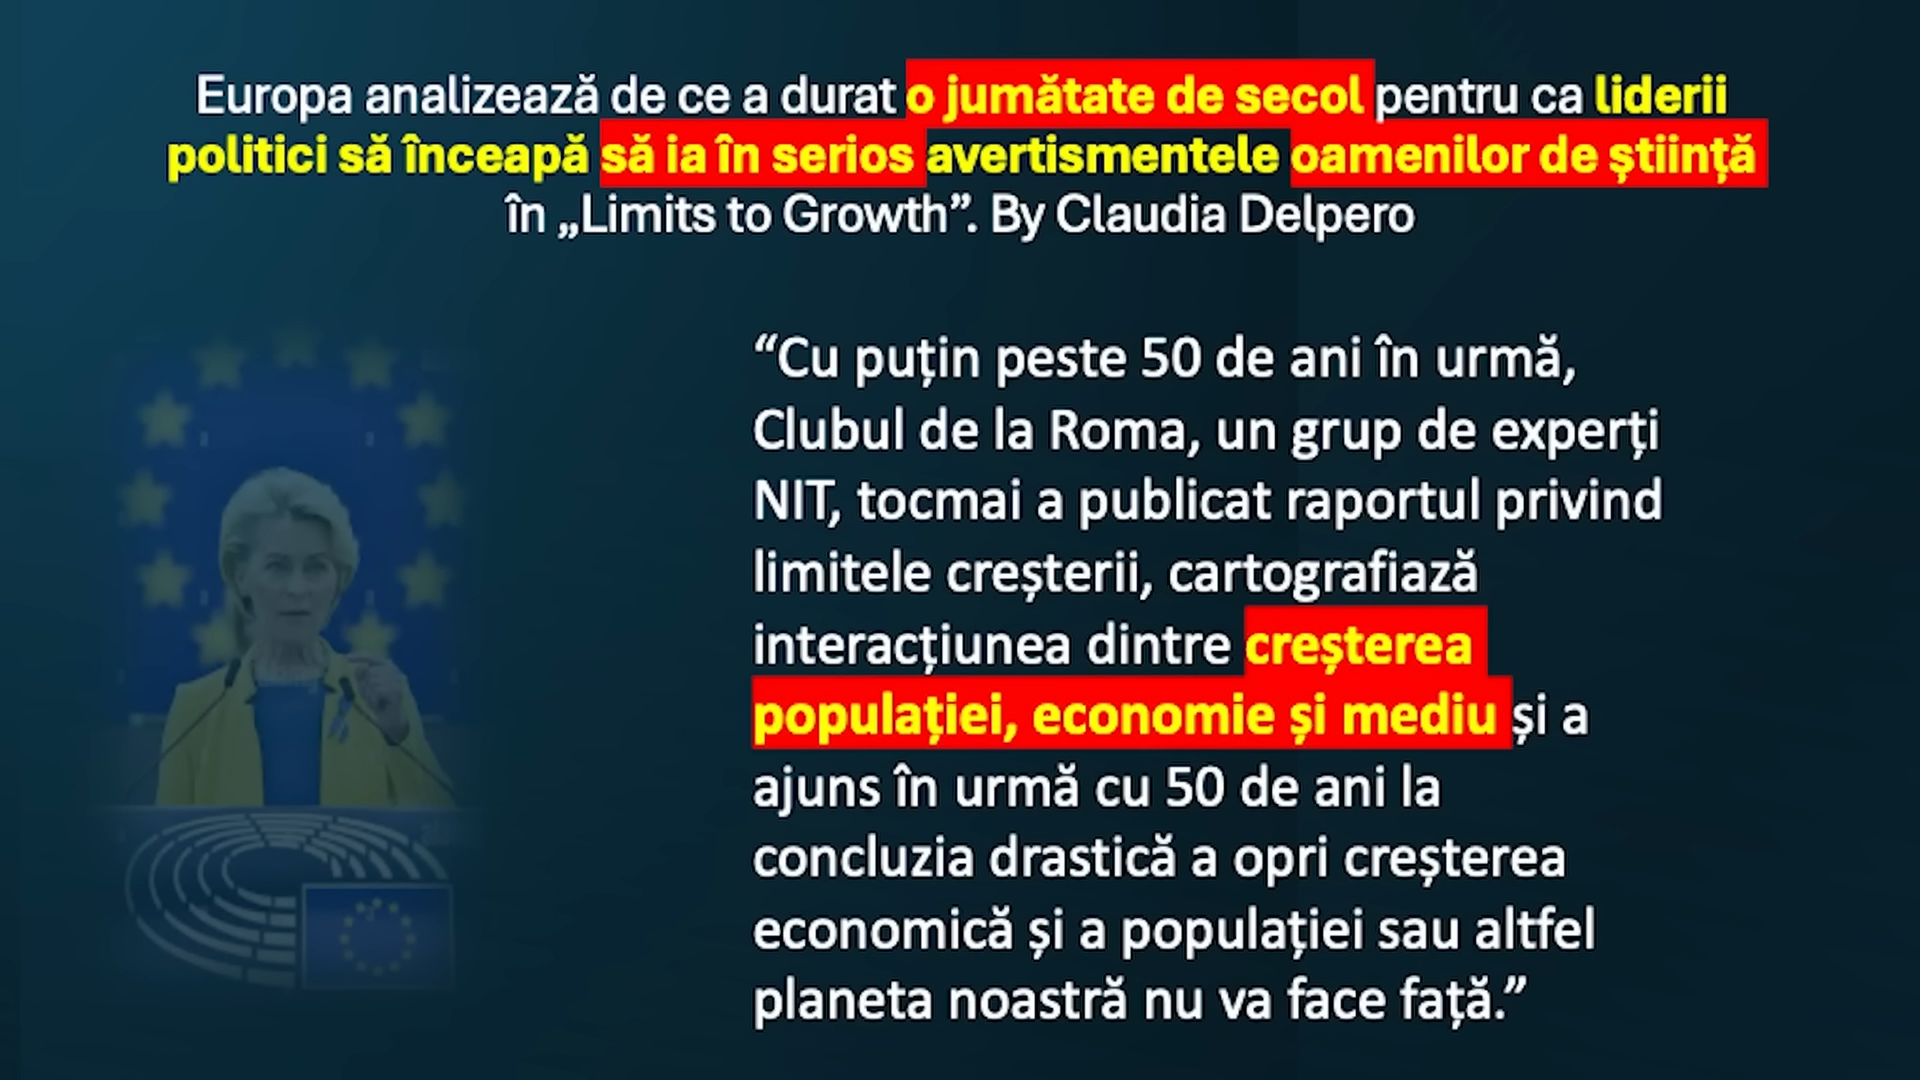 Europa analizează de ce a durat o jumătate de secol pentru ca liderii
politici să înceapă să ia în serios avertismentele oamenilor de știință
în „Limits to Growth”. By Claudia Delpero
“Cu puțin peste 50 de ani în urmă,
Clubul de la Roma, un grup de experți
NIT, tocmai a publicat raportul privind
limitele creșterii, cartografiază
interacțiunea dintre creșterea
populației, economie și mediu și a
ajuns în urmă cu 50 de ani la
concluzia drastică a opri creșterea
economică și a populației sau altfel
planeta noastră nu va face față.”